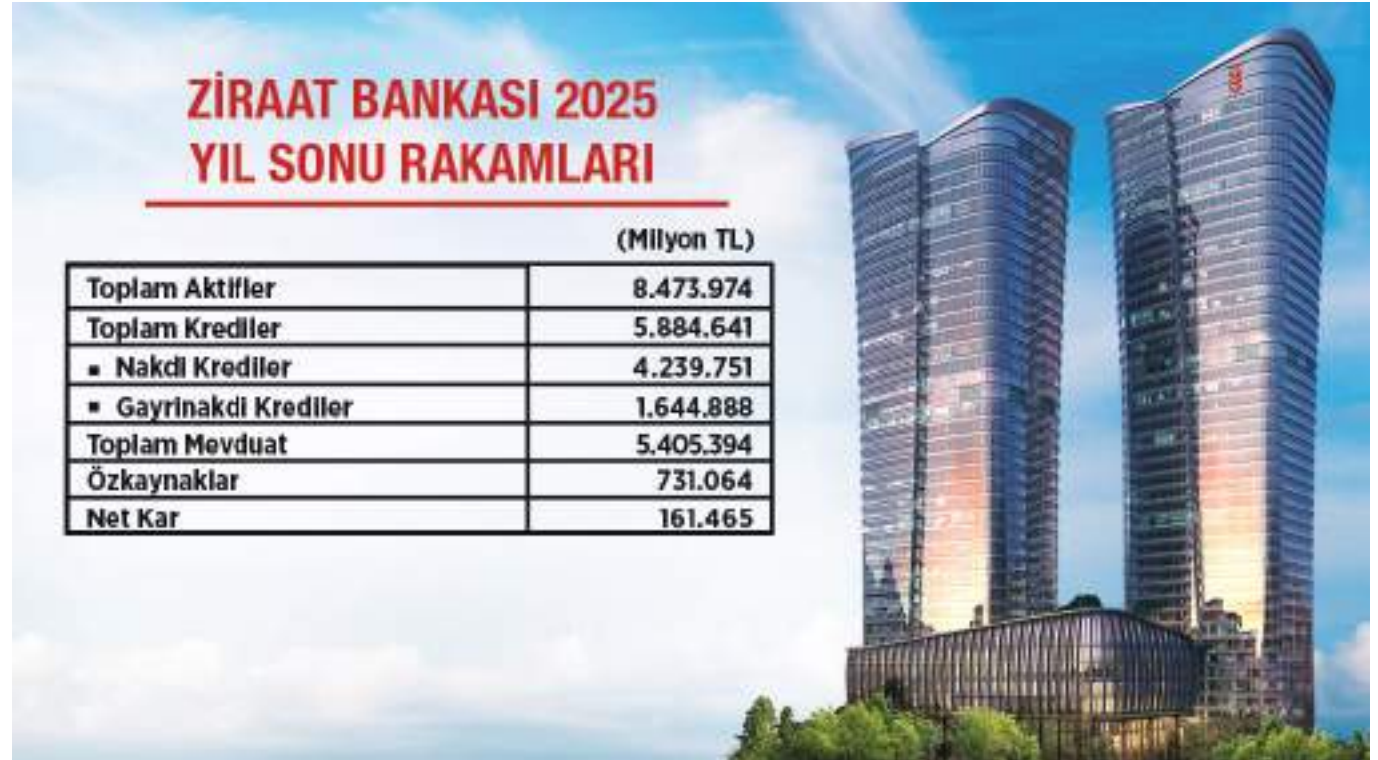 ZİRAAT BANKASI 2025
YIL SONU RAKAMLARI
(Milyon TL)
Toplam Aktifler 8.473.974
Toplam Krediler 5.884.641
▪ Nakdi Krediler 4.239.751
▪ Gayrinakdi Krediler 1.644.888
Toplam Mevduat 5.405.394
Özkaynaklar 731.064
Net Kar 161.465